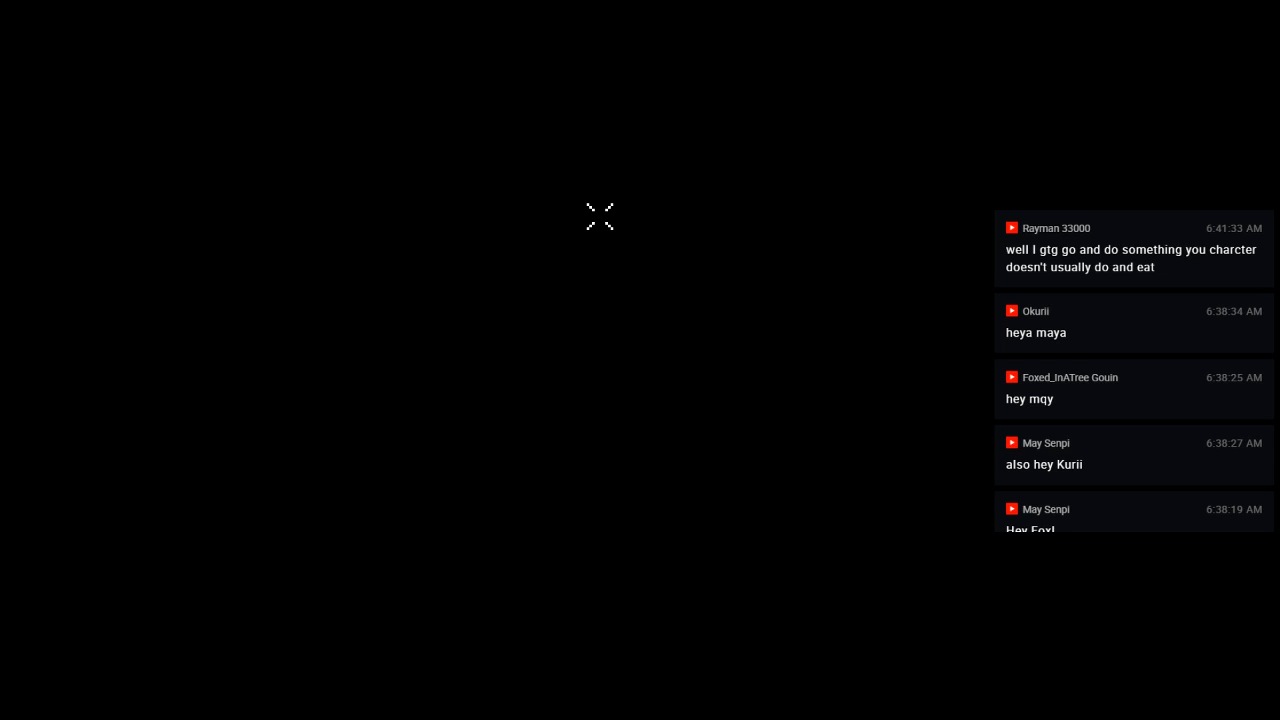 Rayman 33000 6:41:33 AM
well I gtg go and do something you charcter
doesn't usually do and eat
Okurii 6:38:34 AM
heya maya
Foxed_InATree Gouin 6:38:25 AM
hey mqy
May Senpi 6:38:27 AM
also hey Kurii
May Senpi 6:38:19 AM
Hey Fox!